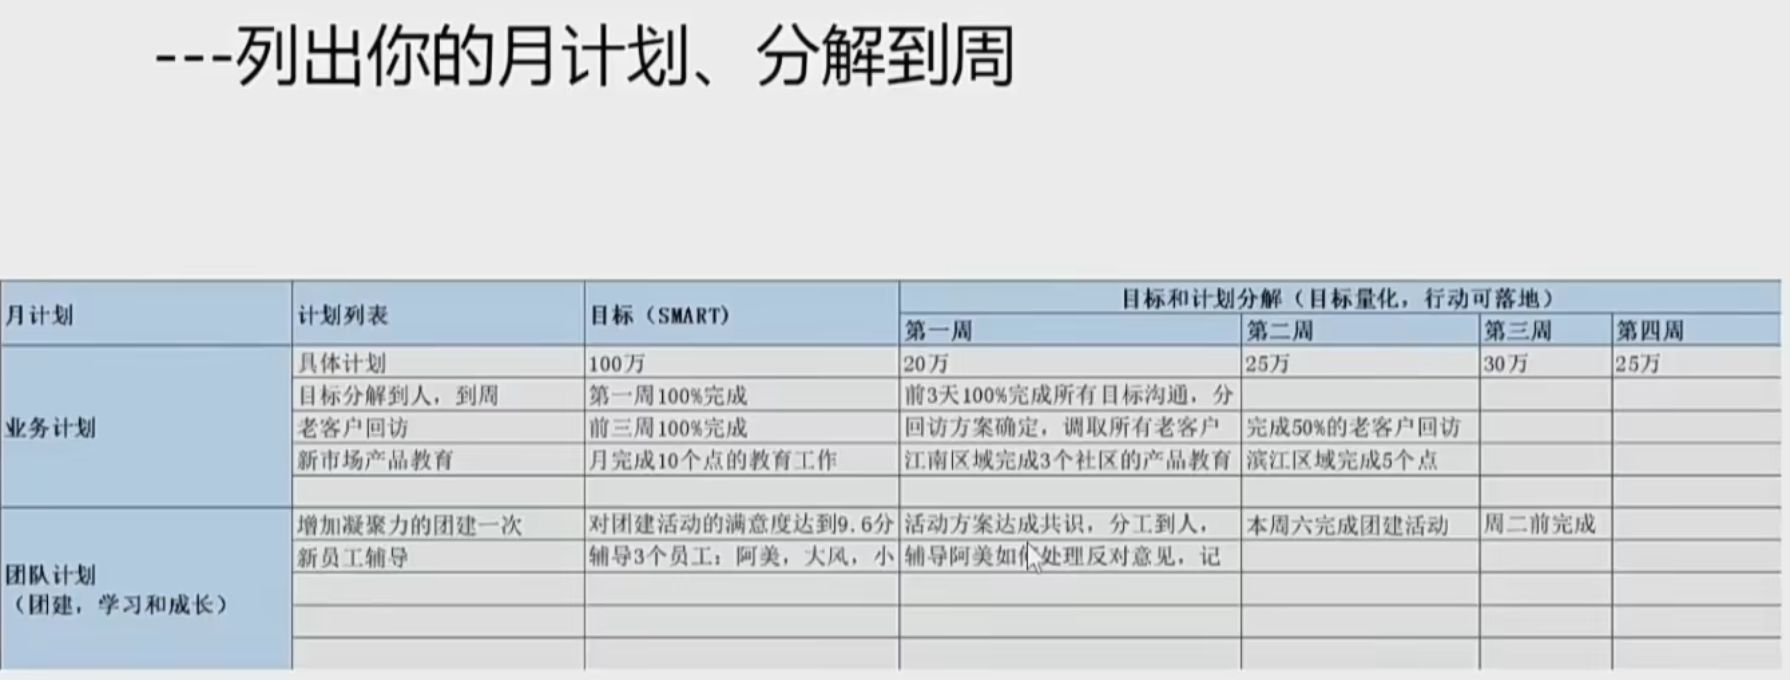 ---列出你的月计划、分解到周
月计划 计划列表 目标（SMART） 目标和计划分解（目标量化，行动可落地）
第一周 第二周 第三周 第四周
业务计划 具体计划 100万 20万 25万 30万 25万
目标分解到人，到周 第一周100%完成 前3天100%完成所有目标沟通，分
老客户回访 前三周100%完成 回访方案确定，调取所有老客户 完成50%的老客户回访
新市场产品教育 月完成10个点的教育工作 江南区域完成3个社区的产品教育 滨江区域完成5个点
团队计划
（团建，学习和成长） 增加凝聚力的团建一次 对团建活动的满意度达到9.6分 活动方案达成共识，分工到人， 本周六完成团建活动 周二前完成
新员工辅导 辅导3个员工：阿美，大风，小 辅导阿美如何处理反对意见，记